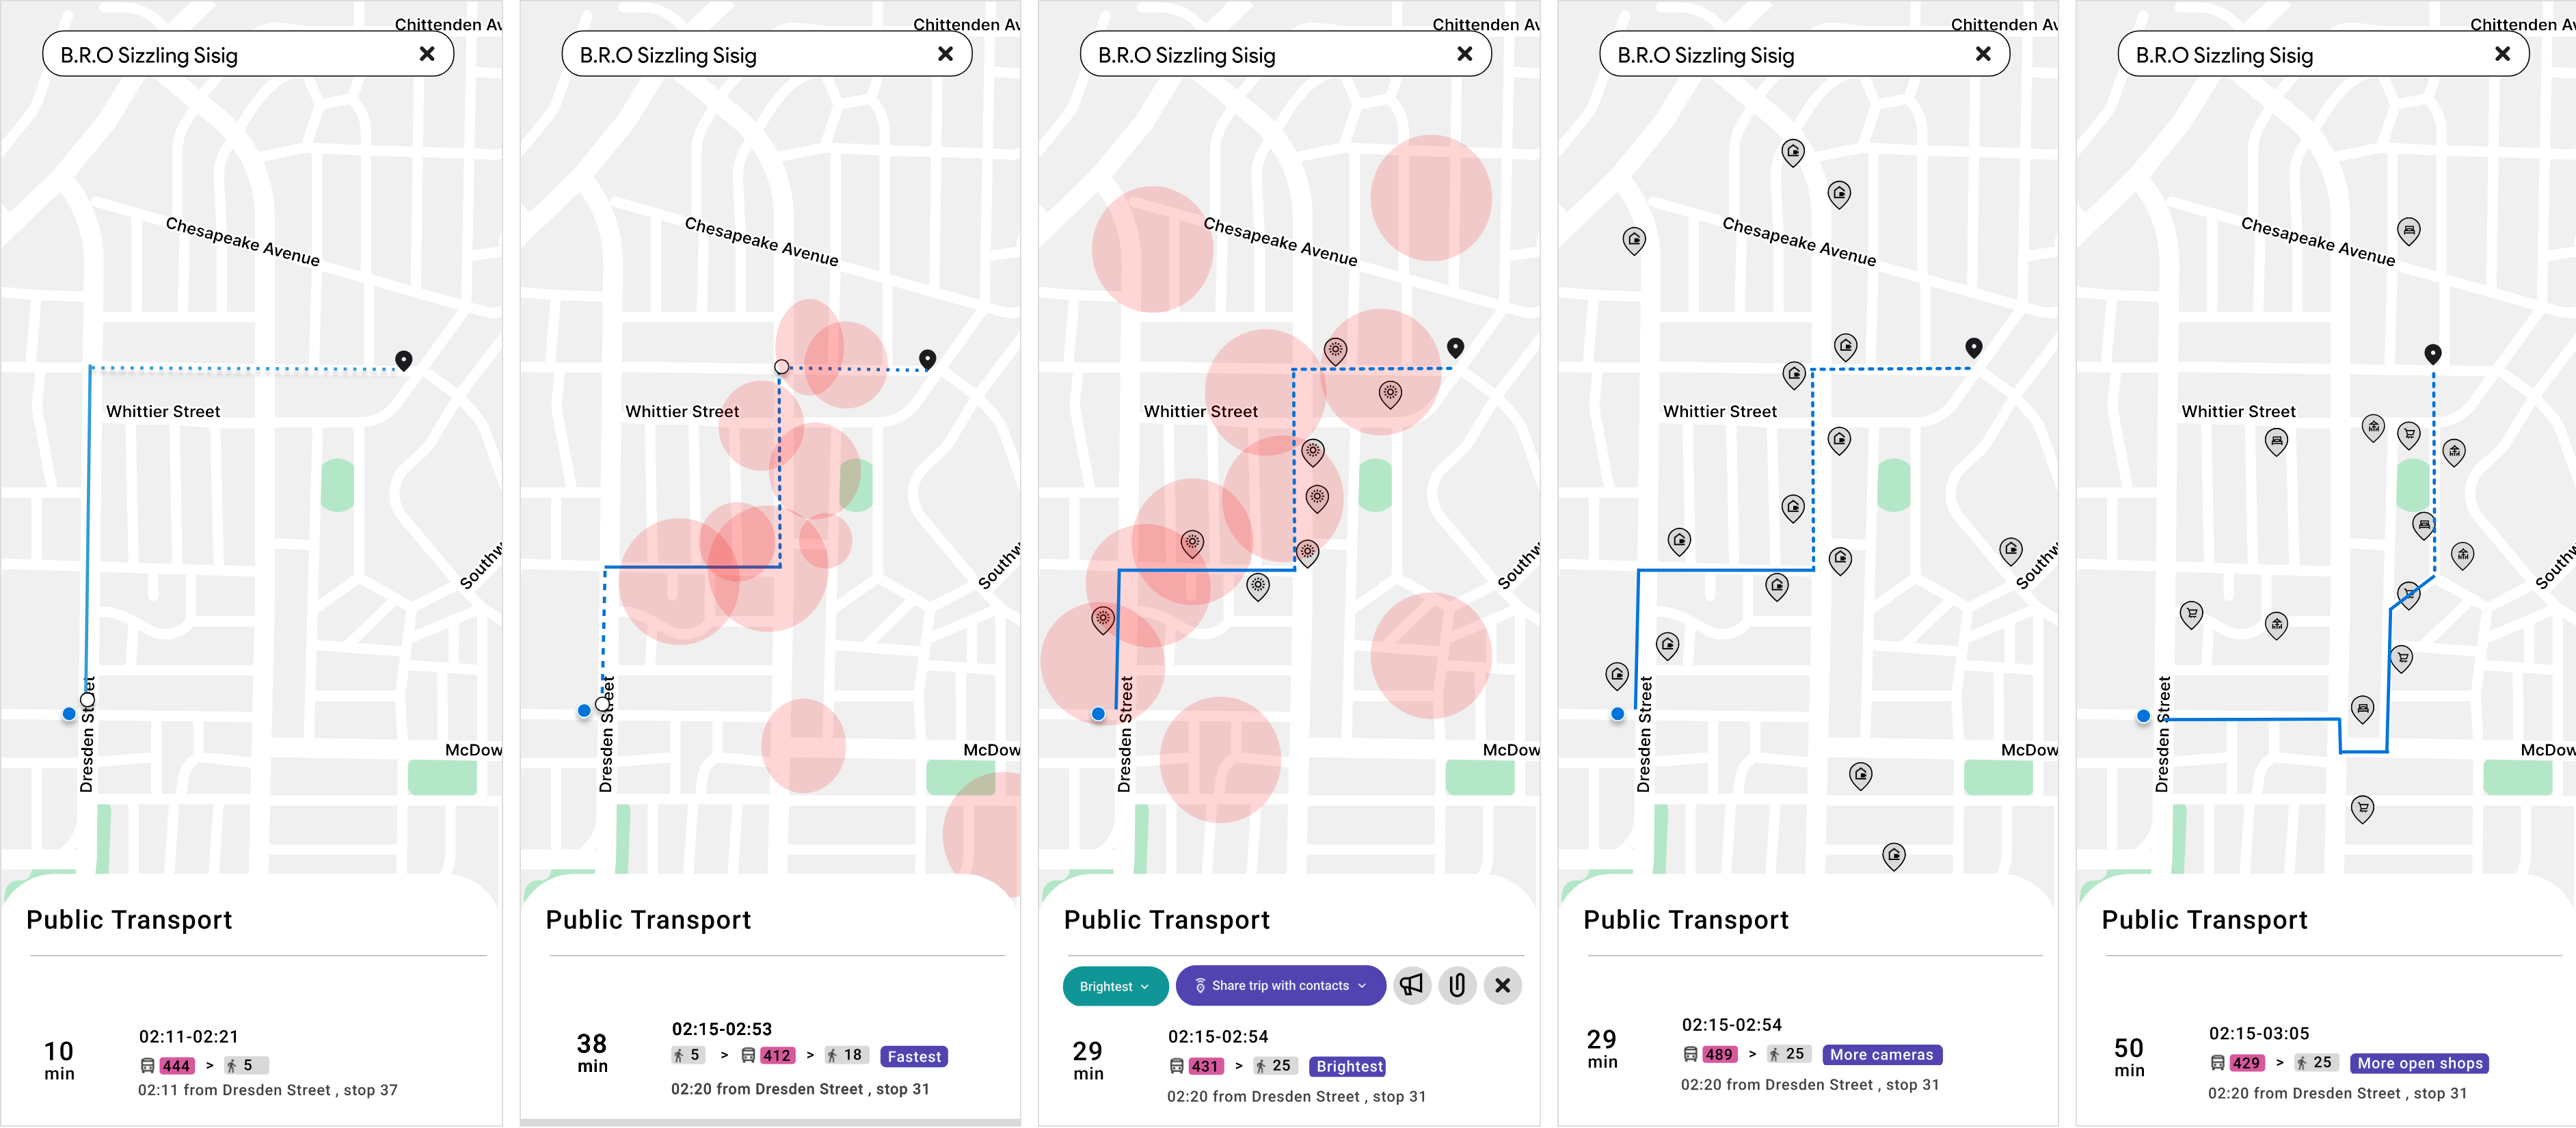 Chittenden Av
B.R.O Sizzling Sisig
Chesapeake Avenue
Whittier Street
Southw
Dresden Street
McDow
Public Transport
10
min
02:11-02:21
444 > 5
02:11 from Dresden Street , stop 37
Chittenden Av
B.R.O Sizzling Sisig
Chesapeake Avenue
Whittier Street
Southw
Dresden Street
McDow
Public Transport
38
min
02:15-02:53
5 > 412 > 18 Fastest
02:20 from Dresden Street , stop 31
Chittenden Av
B.R.O Sizzling Sisig
Chesapeake Avenue
Whittier Street
Southw
Dresden Street
McDow
Public Transport
Brightest
Share trip with contacts
29
min
02:15-02:54
431 > 25 Brightest
02:20 from Dresden Street , stop 31
Chittenden Av
B.R.O Sizzling Sisig
Chesapeake Avenue
Whittier Street
Southw
Dresden Street
McDow
Public Transport
29
min
02:15-02:54
489 > 25 More cameras
02:20 from Dresden Street , stop 31
Chittenden Av
B.R.O Sizzling Sisig
Chesapeake Avenue
Whittier Street
Southw
Dresden Street
McDow
Public Transport
50
min
02:15-03:05
429 > 25 More open shops
02:20 from Dresden Street , stop 31